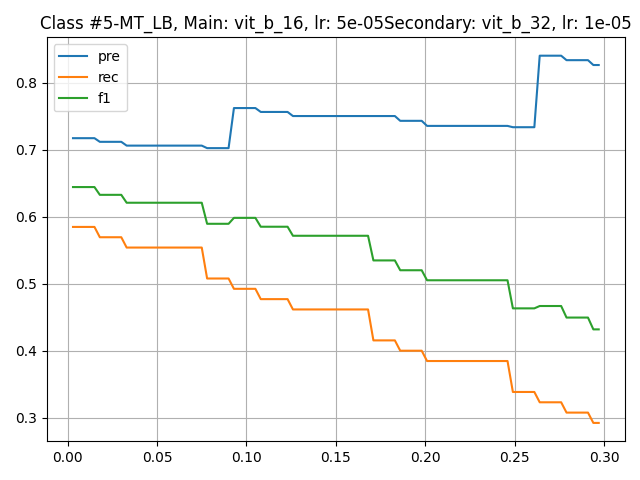 Class #5-MT_LB, Main: vit_b_16, lr: 5e-05Secondary: vit_b_32, lr: 1e-05
pre
rec
f1
0.8
0.7
0.6
0.5
0.4
0.3
0.00 0.05 0.10 0.15 0.20 0.25 0.30